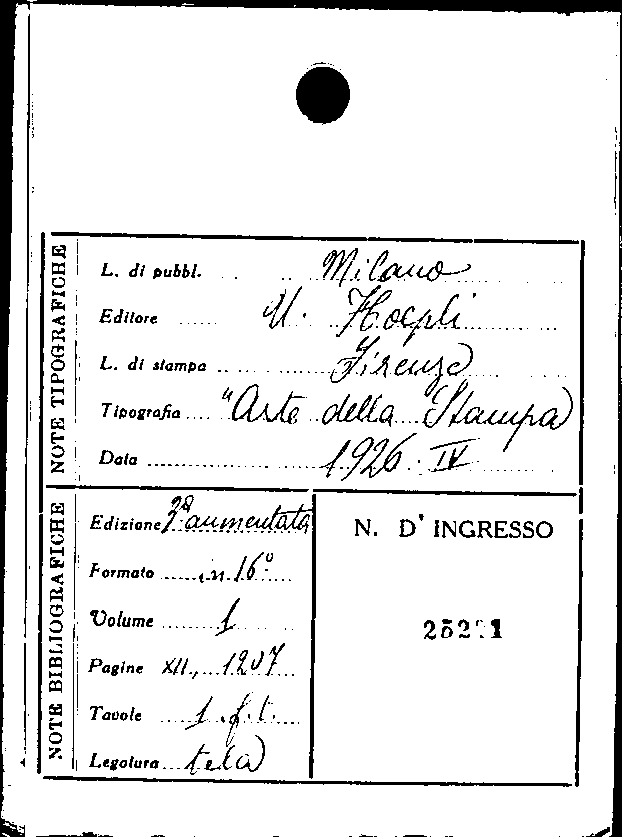 NOTE TIPOGRAFICHE
L. di pubbl. Milano
Editore U. Hoepli
L. di stampa Firenze
Tipografia "Arte della Stampa
Data 1926. IV
NOTE BIBLIOGRAFICHE
Edizione 3ª aumentata
Formato in 16º
Volume 1
Pagine XII., 1207
Tavole 1 f. t.
Legatura tela
N. D' INGRESSO